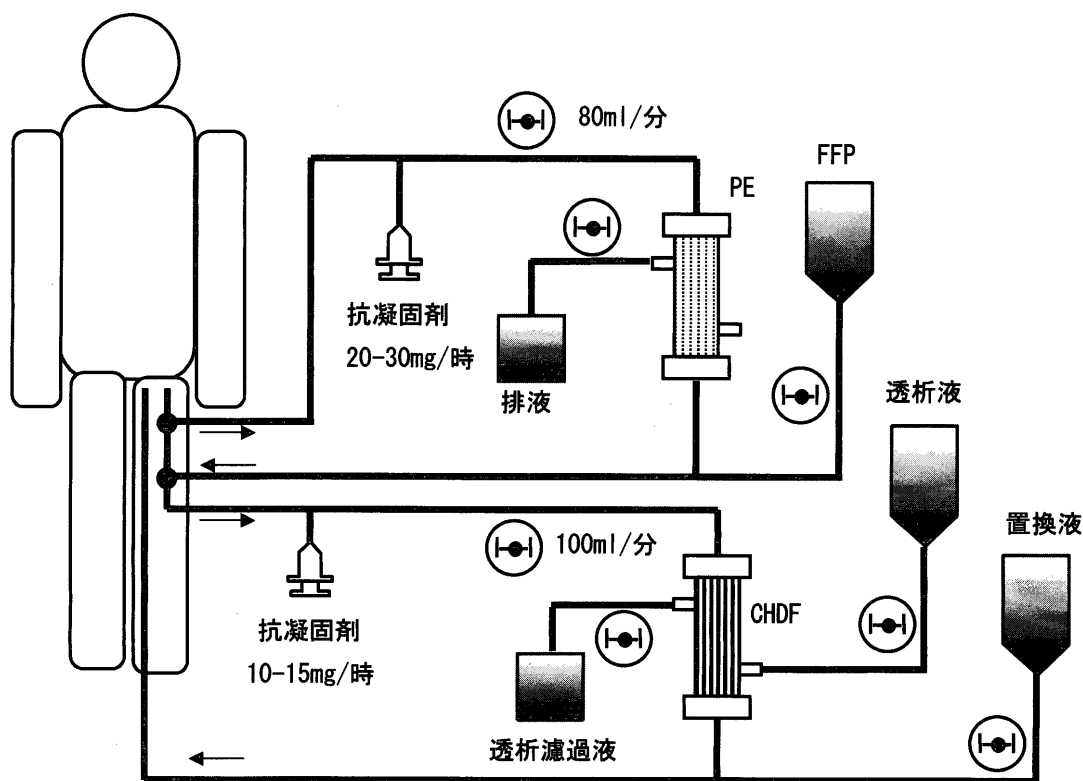 80ml/分
FFP
PE
抗凝固剤
20-30mg/時
排液
透析液
置換液
100ml/分
CHDF
抗凝固剤
10-15mg/時
透析濾過液